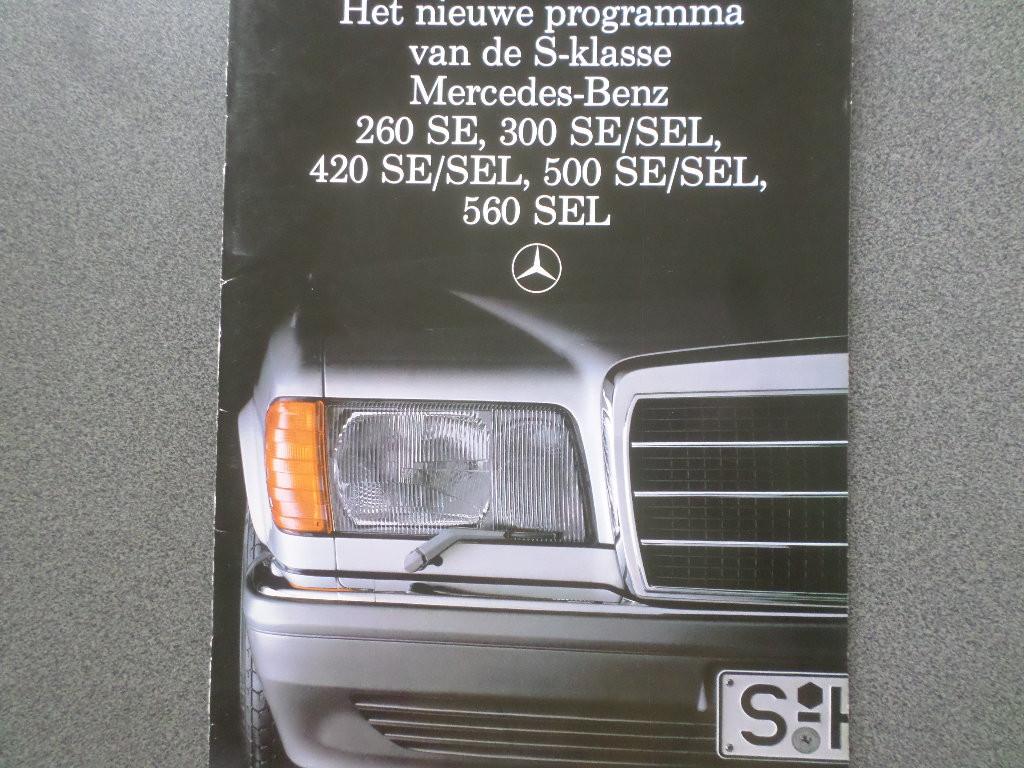 Het nieuwe programma
van de S-klasse
Mercedes-Benz
260 SE, 300 SE/SEL,
420 SE/SEL, 500 SE/SEL,
560 SEL
S-H